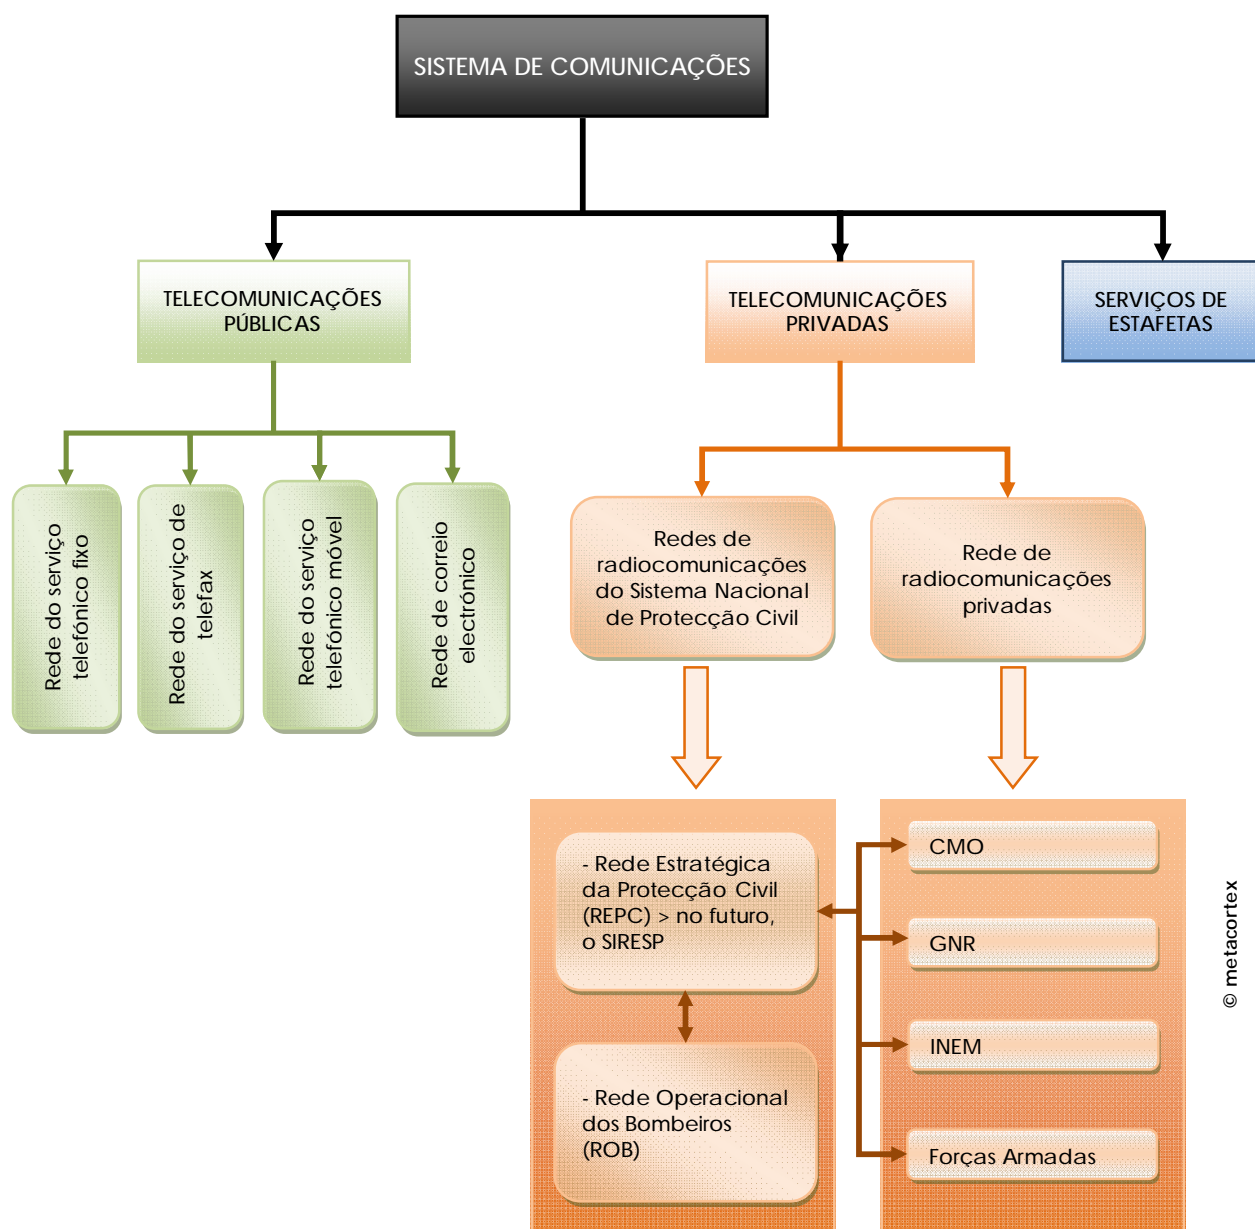 SISTEMA DE COMUNICAÇÕES
TELECOMUNICAÇÕES
PÚBLICAS
TELECOMUNICAÇÕES
PRIVADAS
SERVIÇOS DE
ESTAFETAS
Rede do serviço
telefónico fixo
Rede do serviço de
telefax
Rede do serviço
telefónico móvel
Rede de correio
electrónico
Redes de
radiocomunicações
do Sistema Nacional
de Protecção Civil
Rede de
radiocomunicações
privadas
- Rede Estratégica
da Protecção Civil
(REPC) > no futuro,
o SIRESP
- Rede Operacional
dos Bombeiros
(ROB)
CMO
GNR
INEM
Forças Armadas
© metacortex